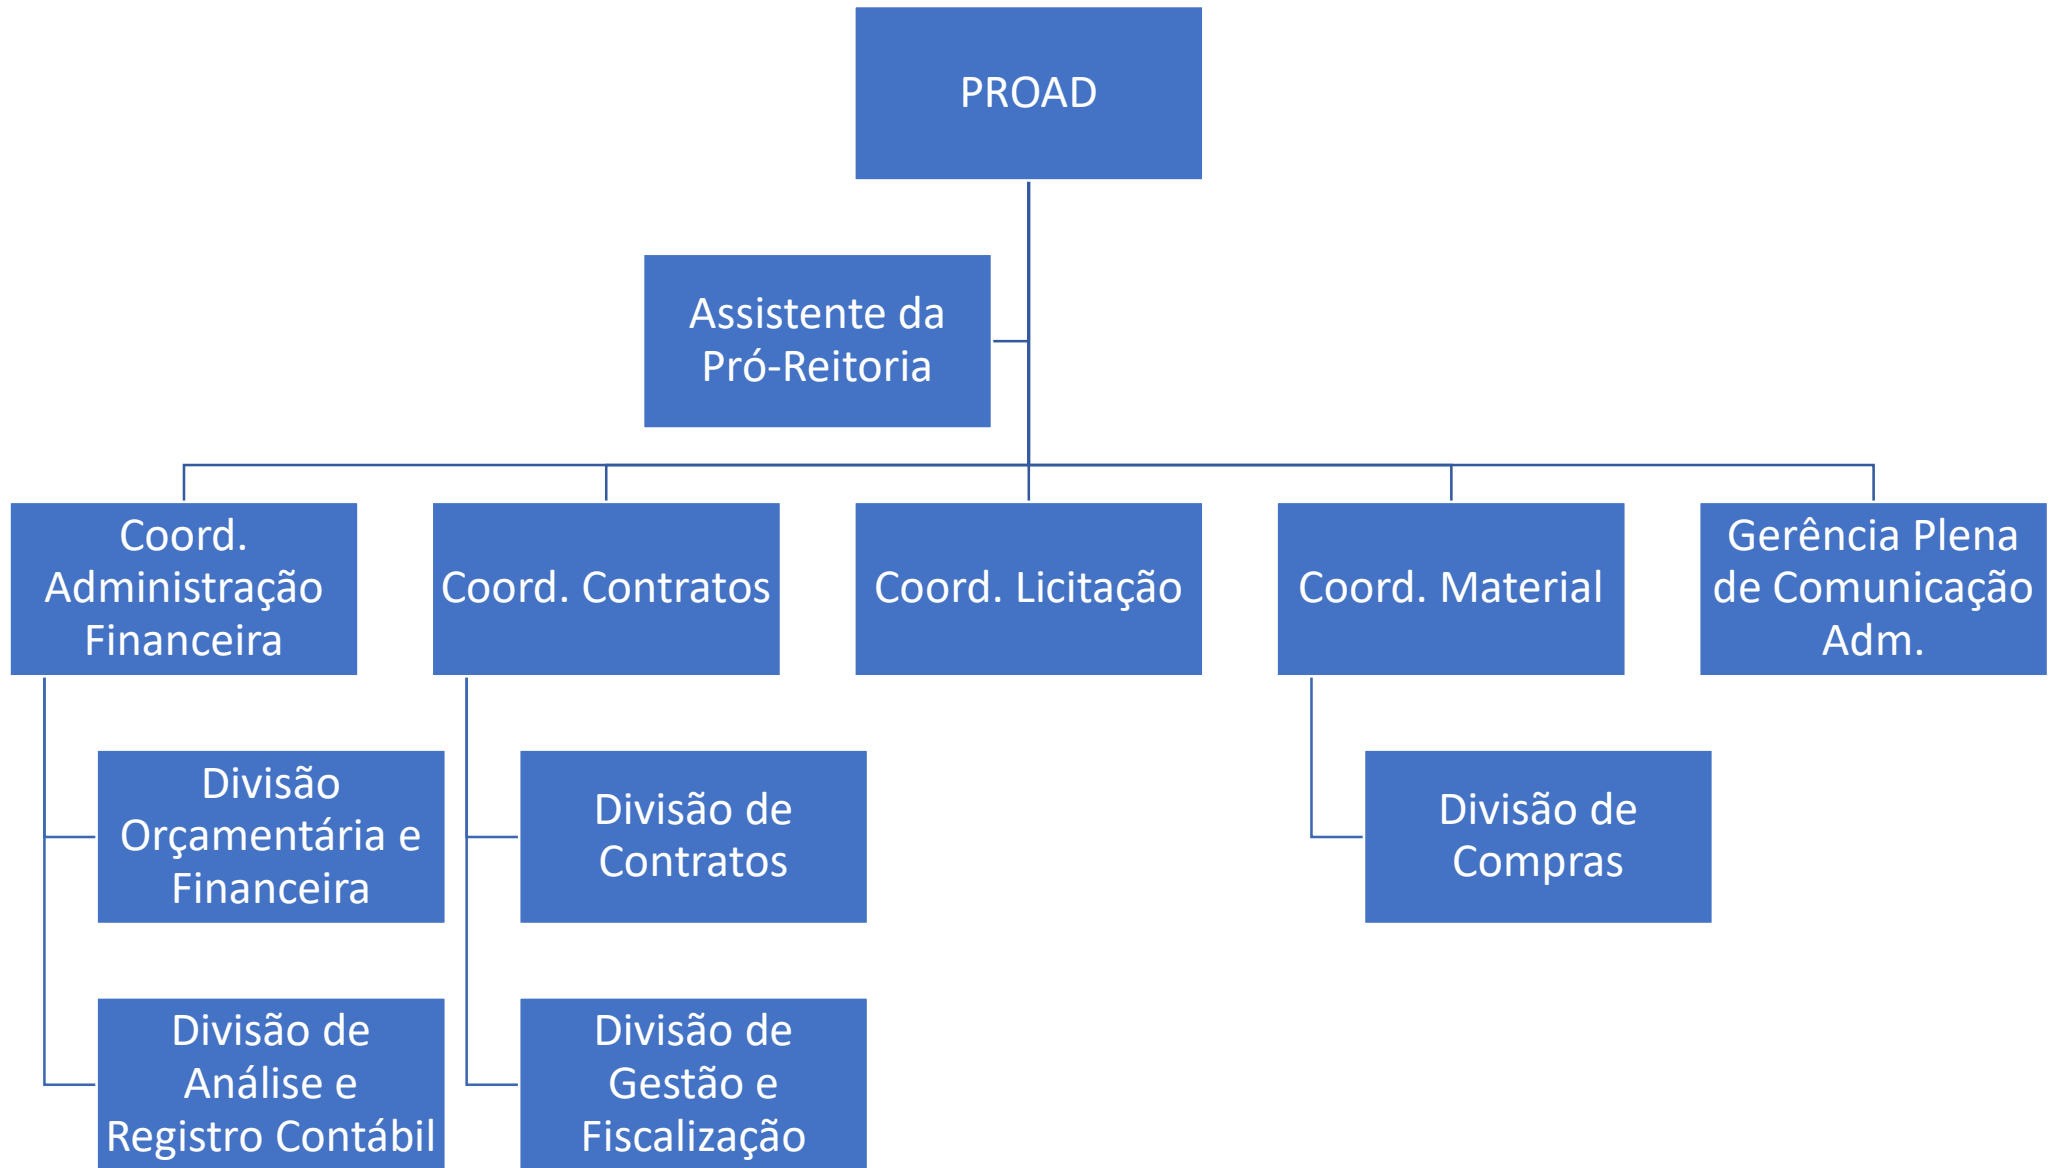 PROAD
Assistente da
Pró-Reitoria
Coord.
Administração
Financeira
Coord. Contratos
Coord. Licitação
Coord. Material
Gerência Plena
de Comunicação
Adm.
Divisão
Orçamentária e
Financeira
Divisão de
Contratos
Divisão de
Compras
Divisão de
Análise e
Registro Contábil
Divisão de
Gestão e
Fiscalização